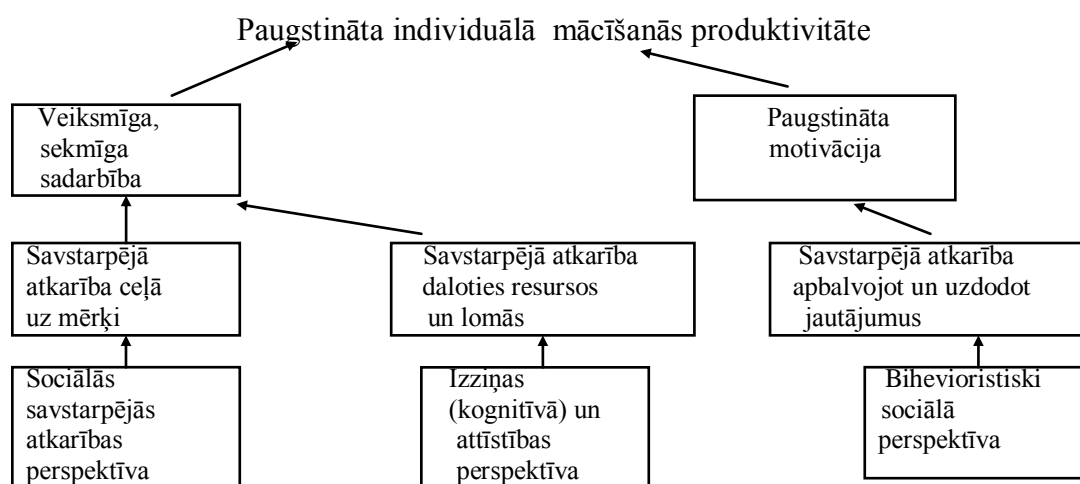 Paugstināta individuālā mācīšanās produktivitāte
Veiksmīga,
sekmīga
sadarbība
Paugstināta
motivācija
Savstarpējā
atkarība ceļā
uz mērķi
Savstarpējā atkarība
daloties resursos
un lomās
Savstarpējā atkarība
apbalvojot un uzdodot
jautājumus
Sociālās
savstarpējās
atkarības
perspektīva
Izziņas
(kognitīvā) un
attīstības
perspektīva
Bihevioristiski
sociālā
perspektīva